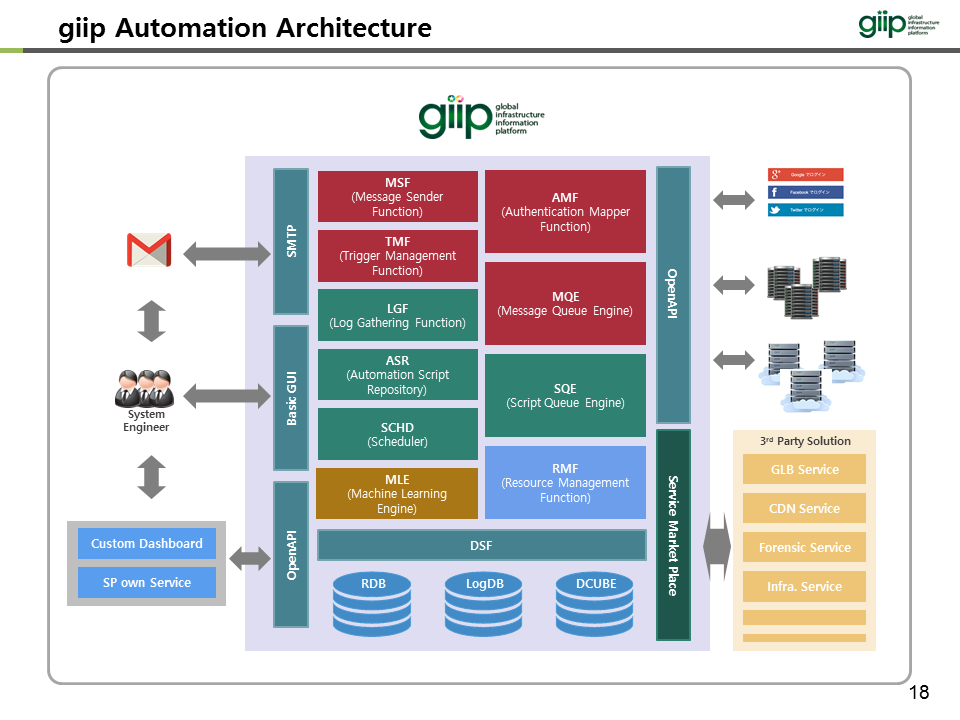 giip Automation Architecture
giip global infrastructure information platform
giip
global
infrastructure
information
platform
SMTP
Basic GUI
OpenAPI
MSF
(Message Sender
Function)
TMF
(Trigger Management
Function)
LGF
(Log Gathering Function)
ASR
(Automation Script
Repository)
SCHD
(Scheduler)
MLE
(Machine Learning
Engine)
AMF
(Authentication Mapper
Function)
MQE
(Message Queue Engine)
SQE
(Script Queue Engine)
RMF
(Resource Management
Function)
DSF
RDB
LogDB
DCUBE
OpenAPI
Service Market Place
System
Engineer
Custom Dashboard
SP own Service
g+ Google でログイン
f Facebook でログイン
Twitter でログイン
3rd Party Solution
GLB Service
CDN Service
Forensic Service
Infra. Service
18